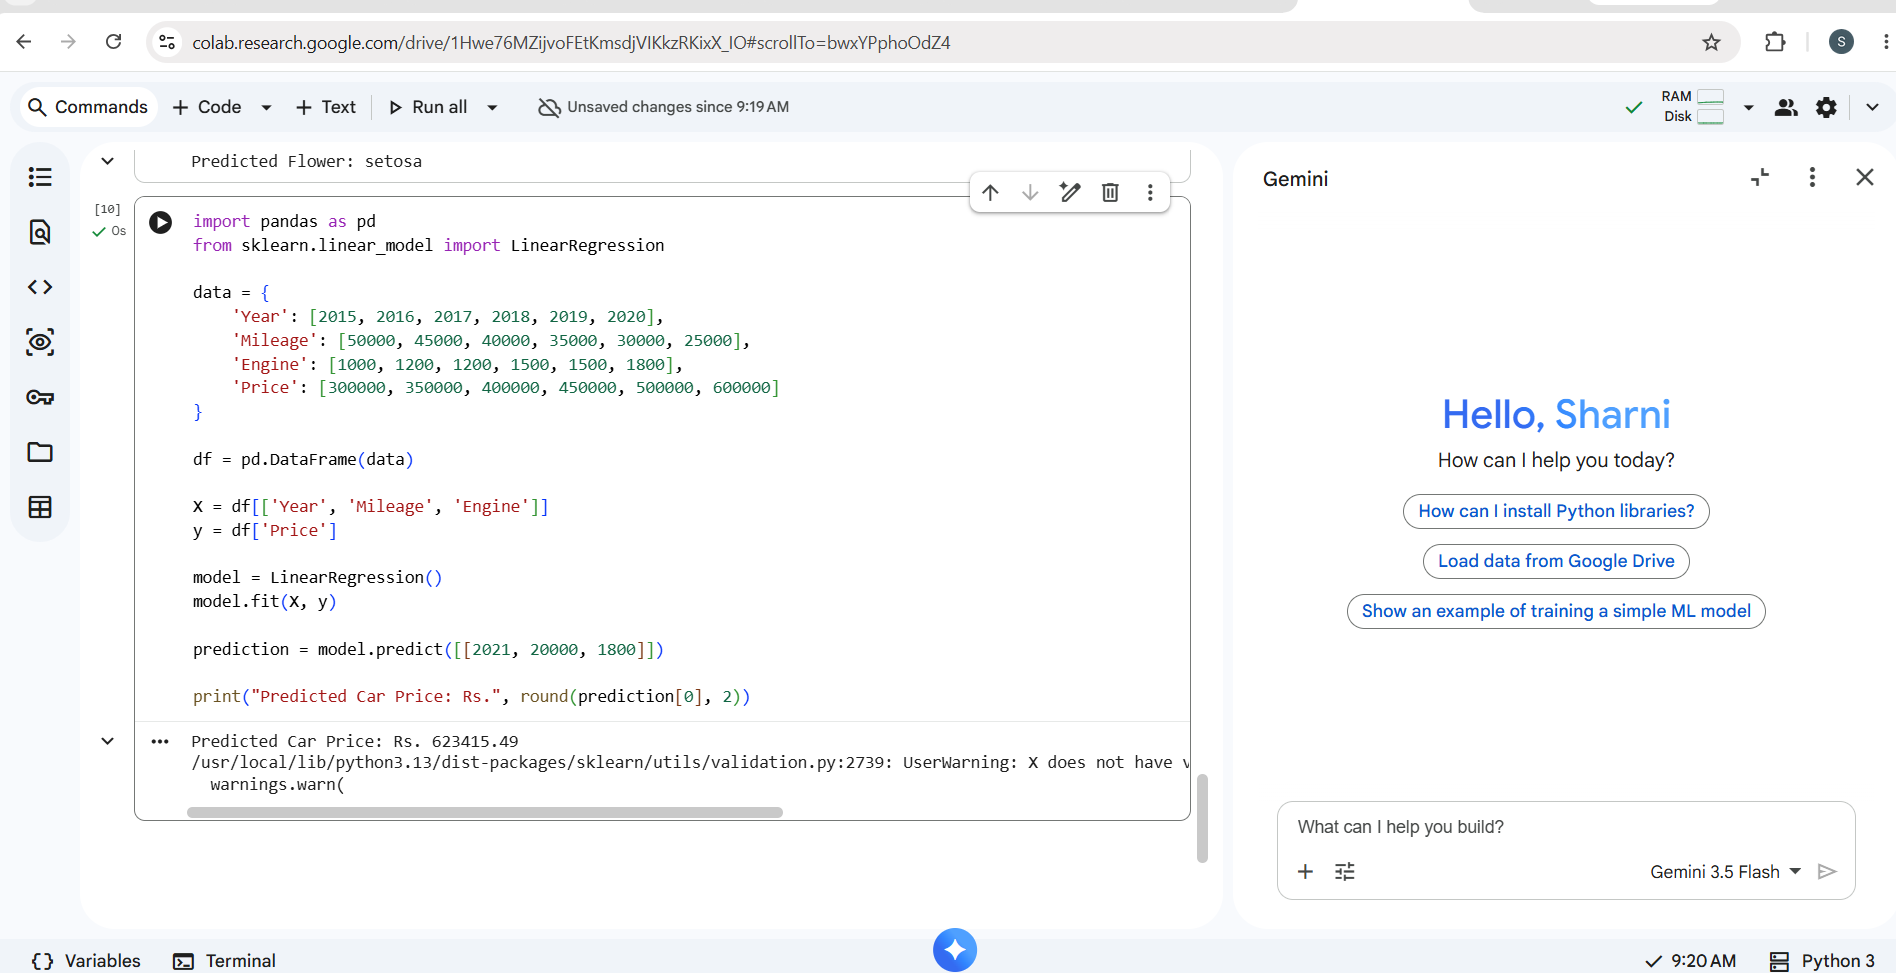 colab.research.google.com/drive/1Hwe76MZijvoFEtKmsdjVIKkzRKixX_IO#scrollTo=bwxYPphoOdZ4
S
Commands
+ Code
+ Text
Run all
Unsaved changes since 9:19 AM
RAM
Disk
Predicted Flower: setosa
[10]
0s
import pandas as pd
from sklearn.linear_model import LinearRegression
data = {
    'Year': [2015, 2016, 2017, 2018, 2019, 2020],
    'Mileage': [50000, 45000, 40000, 35000, 30000, 25000],
    'Engine': [1000, 1200, 1200, 1500, 1500, 1800],
    'Price': [300000, 350000, 400000, 450000, 500000, 600000]
}
df = pd.DataFrame(data)
X = df[['Year', 'Mileage', 'Engine']]
y = df['Price']
model = LinearRegression()
model.fit(X, y)
prediction = model.predict([[2021, 20000, 1800]])
print("Predicted Car Price: Rs.", round(prediction[0], 2))
Predicted Car Price: Rs. 623415.49
/usr/local/lib/python3.13/dist-packages/sklearn/utils/validation.py:2739: UserWarning: X does not have
  warnings.warn(
Gemini
Hello, Sharni
How can I help you today?
How can I install Python libraries?
Load data from Google Drive
Show an example of training a simple ML model
What can I help you build?
Gemini 3.5 Flash
{ } Variables
Terminal
9:20 AM
Python 3